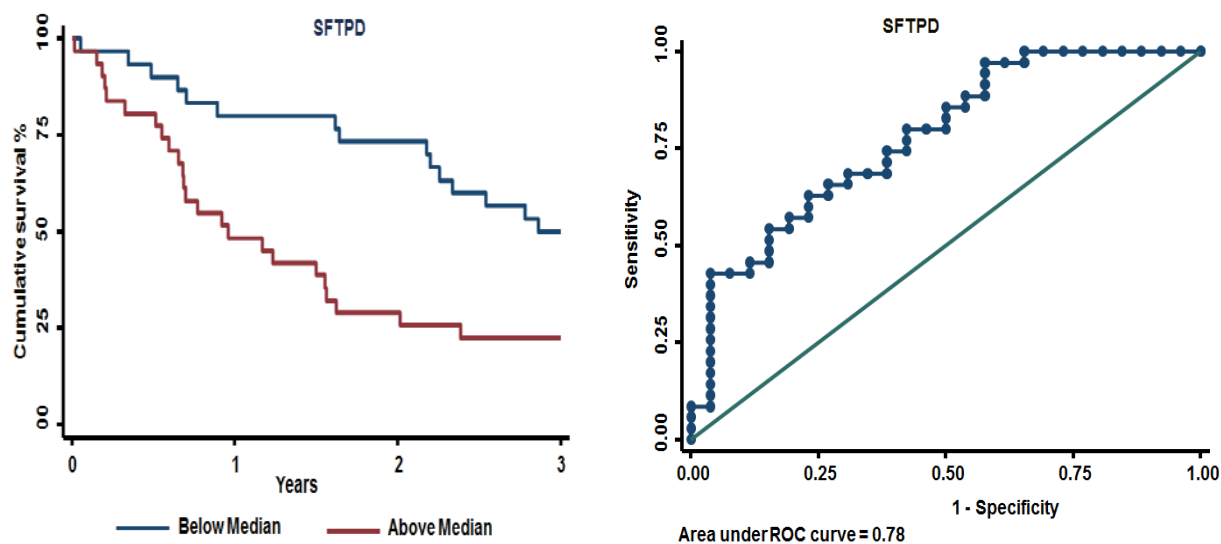 SFTPD
Cumulative survival %
100
75
50
25
00
0 1 2 3
Years
Below Median Above Median
SFTPD
Sensitivity
1.00
0.75
0.50
0.25
0.00
0.00 0.25 0.50 0.75 1.00
1 - Specificity
Area under ROC curve = 0.78